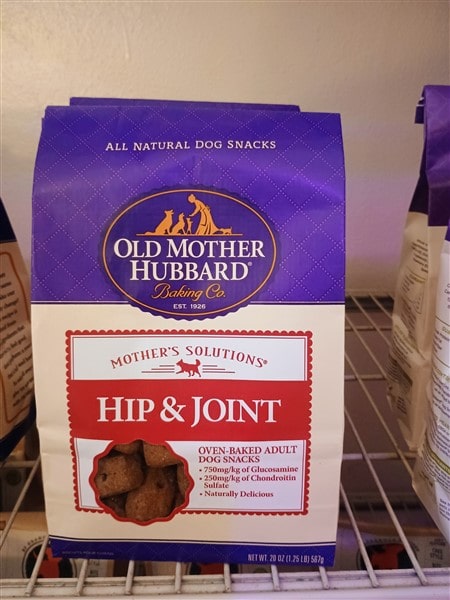 ALL NATURAL DOG SNACKS
OLD MOTHER
HUBBARD®
Baking Co.
EST. 1926
MOTHER'S SOLUTIONS®
HIP & JOINT
OVEN-BAKED ADULT
DOG SNACKS
• 750mg/kg of Glucosamine
• 250mg/kg of Chondroitin
Sulfate
• Naturally Delicious
NET WT. 20 OZ (1.25 LB) 567g